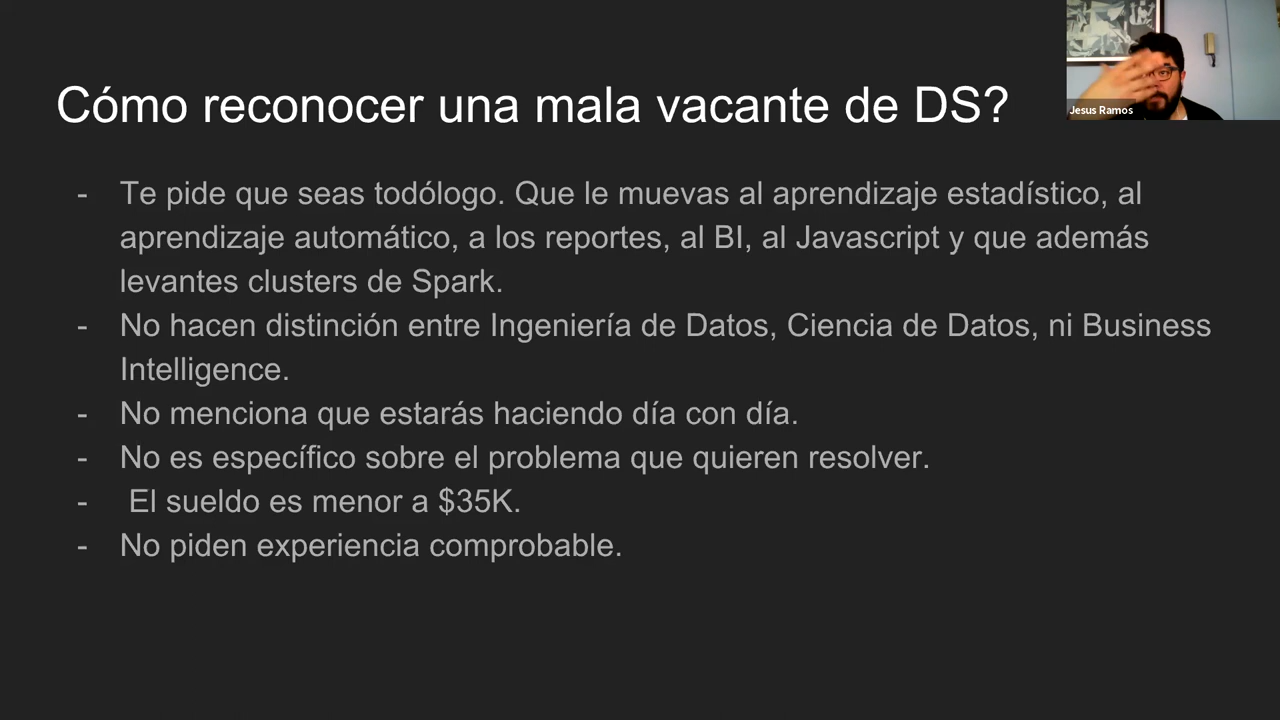 Cómo reconocer una mala vacante de DS?
Jesus Ramos
- Te pide que seas todólogo. Que le muevas al aprendizaje estadístico, al
aprendizaje automático, a los reportes, al BI, al Javascript y que además
levantes clusters de Spark.
- No hacen distinción entre Ingeniería de Datos, Ciencia de Datos, ni Business
Intelligence.
- No menciona que estarás haciendo día con día.
- No es específico sobre el problema que quieren resolver.
- El sueldo es menor a $35K.
- No piden experiencia comprobable.